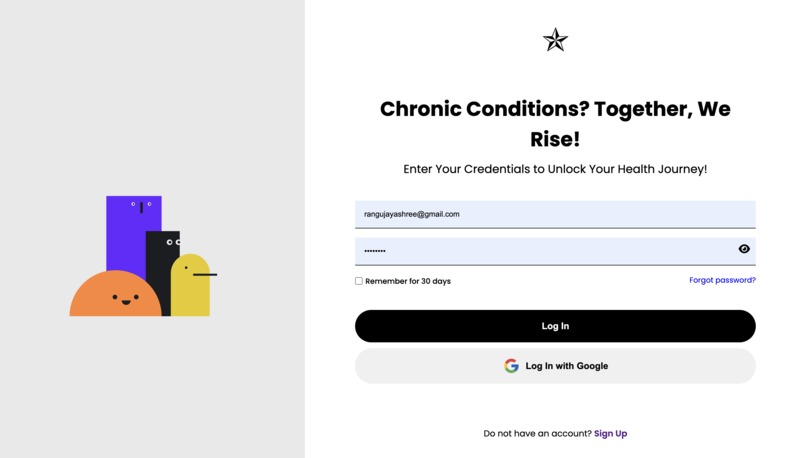 Chronic Conditions? Together, We
Rise!
Enter Your Credentials to Unlock Your Health Journey!
rangujayashree@gmail.com
••••••••
Remember for 30 days
Forgot password?
Log In
Log In with Google
Do not have an account? Sign Up